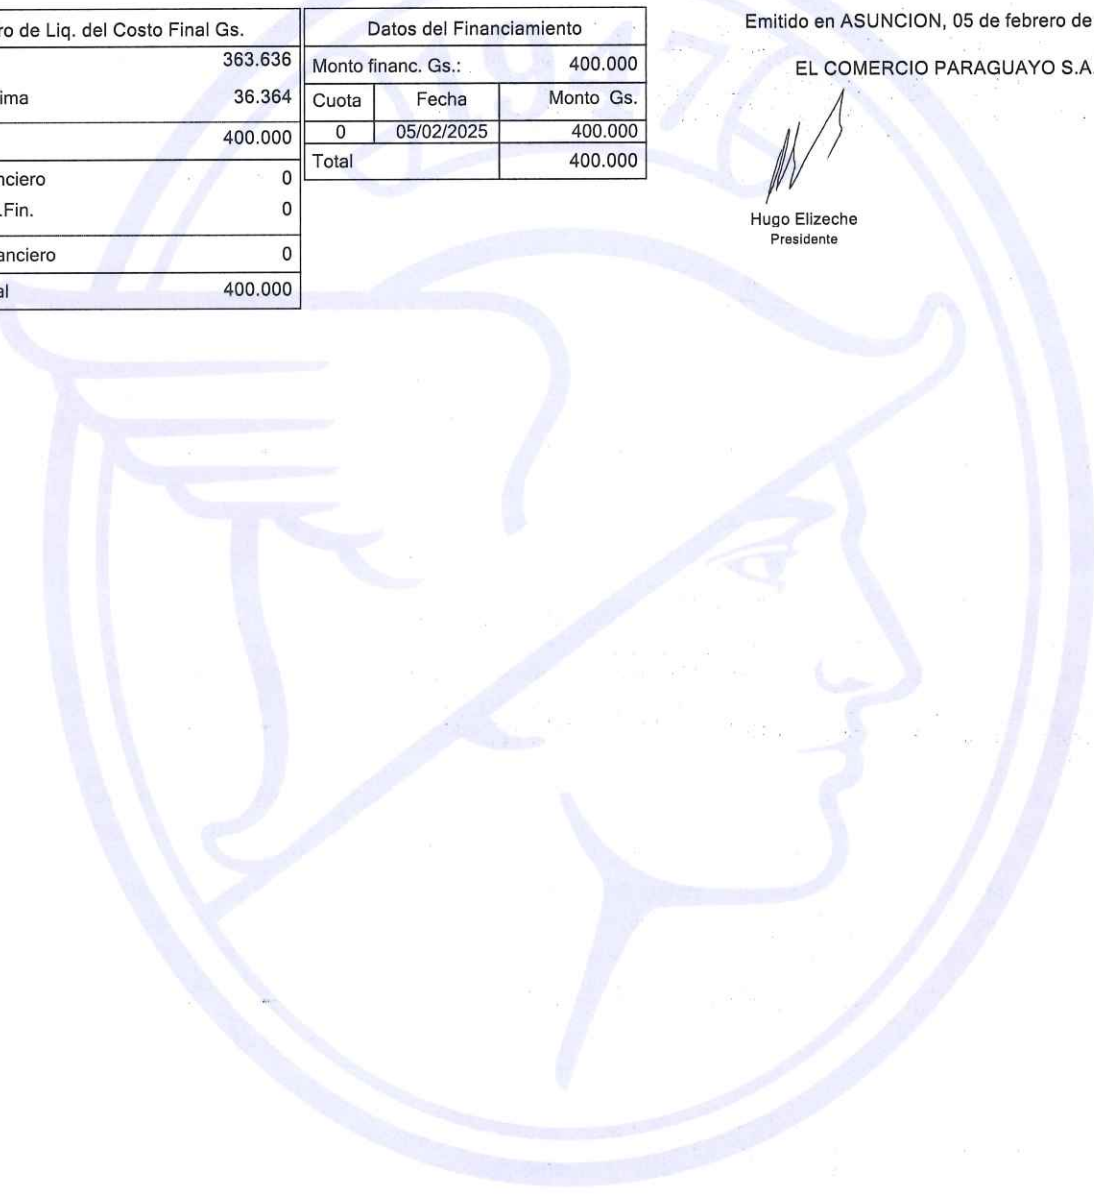 ro de Liq. del Costo Final Gs.
363.636
ima 36.364
400.000
nciero 0
.Fin. 0
anciero 0
al 400.000
Datos del Financiamiento
Monto financ. Gs.: 400.000
Cuota Fecha Monto Gs.
0 05/02/2025 400.000
Total 400.000
Emitido en ASUNCION, 05 de febrero de
EL COMERCIO PARAGUAYO S.A.
Hugo Elizeche
Presidente
1947